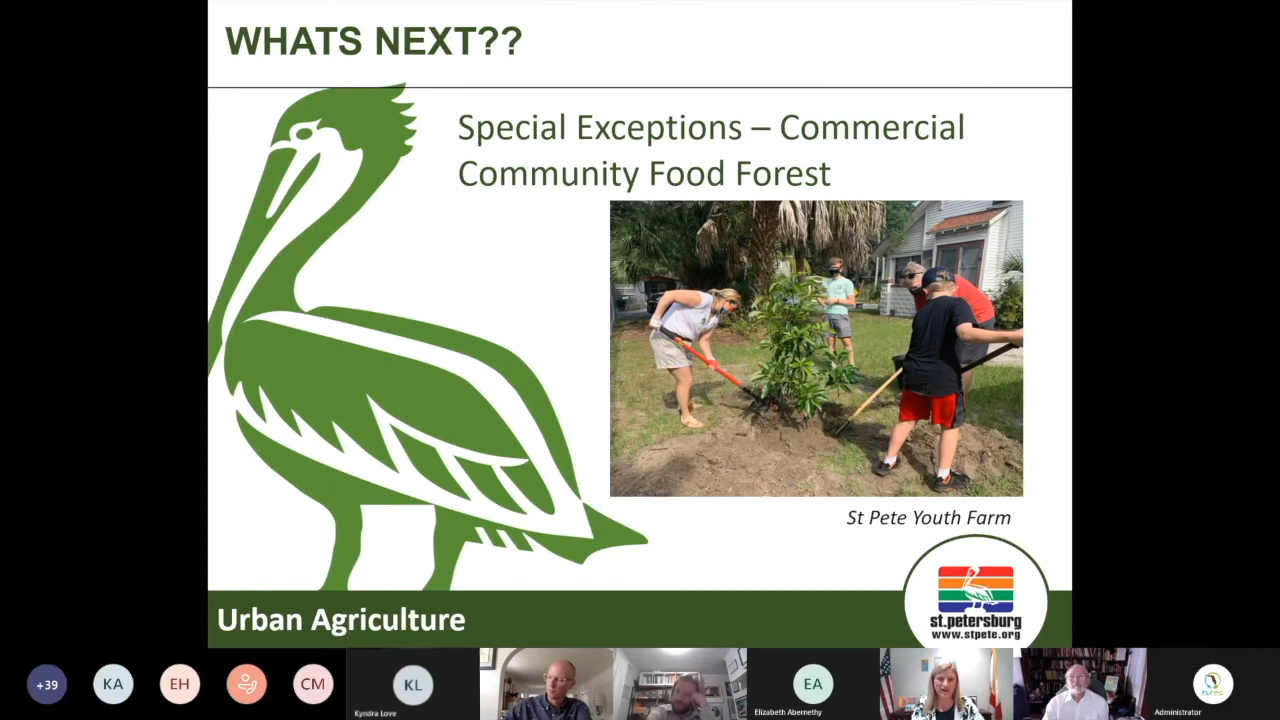 WHATS NEXT??
Special Exceptions – Commercial
Community Food Forest
St Pete Youth Farm
Urban Agriculture
st.petersburg
www.stpete.org
+39
KA
EH
CM
KL
Kyndra Love
EA
Elizabeth Abernethy
FLFPC
Administrator